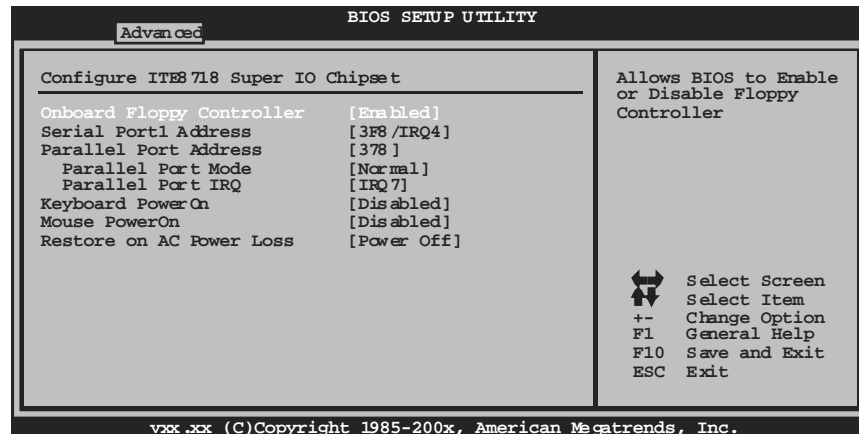 BIOS SETUP UTILITY
Advanced
Configure ITE8718 Super IO Chipset
Onboard Floppy Controller [Enabled]
Serial Port1 Address [3F8/IRQ4]
Parallel Port Address [378]
Parallel Port Mode [Normal]
Parallel Port IRQ [IRQ7]
Keyboard PowerOn [Disabled]
Mouse PowerOn [Disabled]
Restore on AC Power Loss [Power Off]
Allows BIOS to Enable
or Disable Floppy
Controller
Select Screen
Select Item
+- Change Option
F1 General Help
F10 Save and Exit
ESC Exit
vxx.xx (C)Copyright 1985-200x, American Megatrends, Inc.